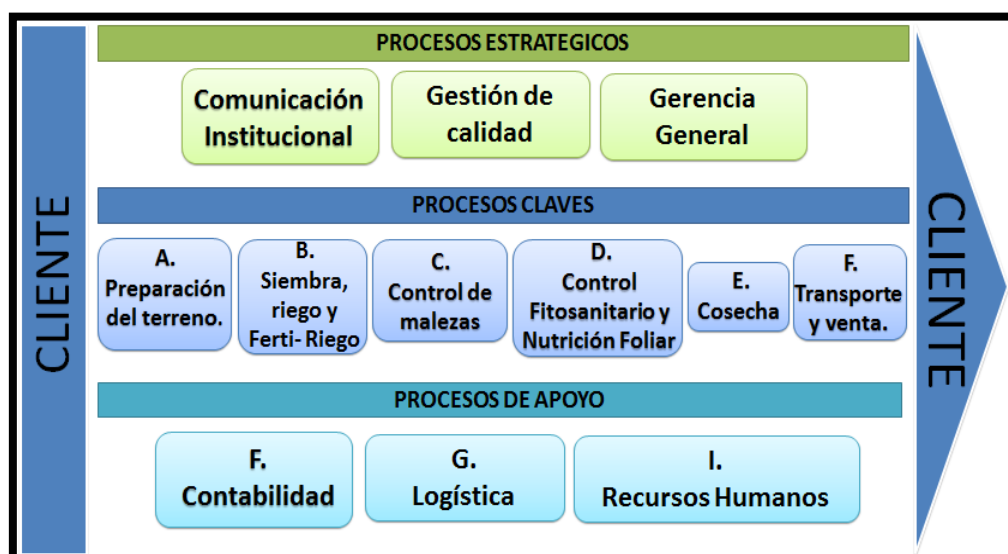 CLIENTE
PROCESOS ESTRATEGICOS
Comunicación
Institucional
Gestión de
calidad
Gerencia
General
PROCESOS CLAVES
A.
Preparación
del terreno.
B.
Siembra,
riego y
Ferti- Riego
C.
Control de
malezas
D.
Control
Fitosanitario y
Nutrición Foliar
E.
Cosecha
F.
Transporte
y venta.
PROCESOS DE APOYO
F.
Contabilidad
G.
Logística
I.
Recursos Humanos
CLIENTE